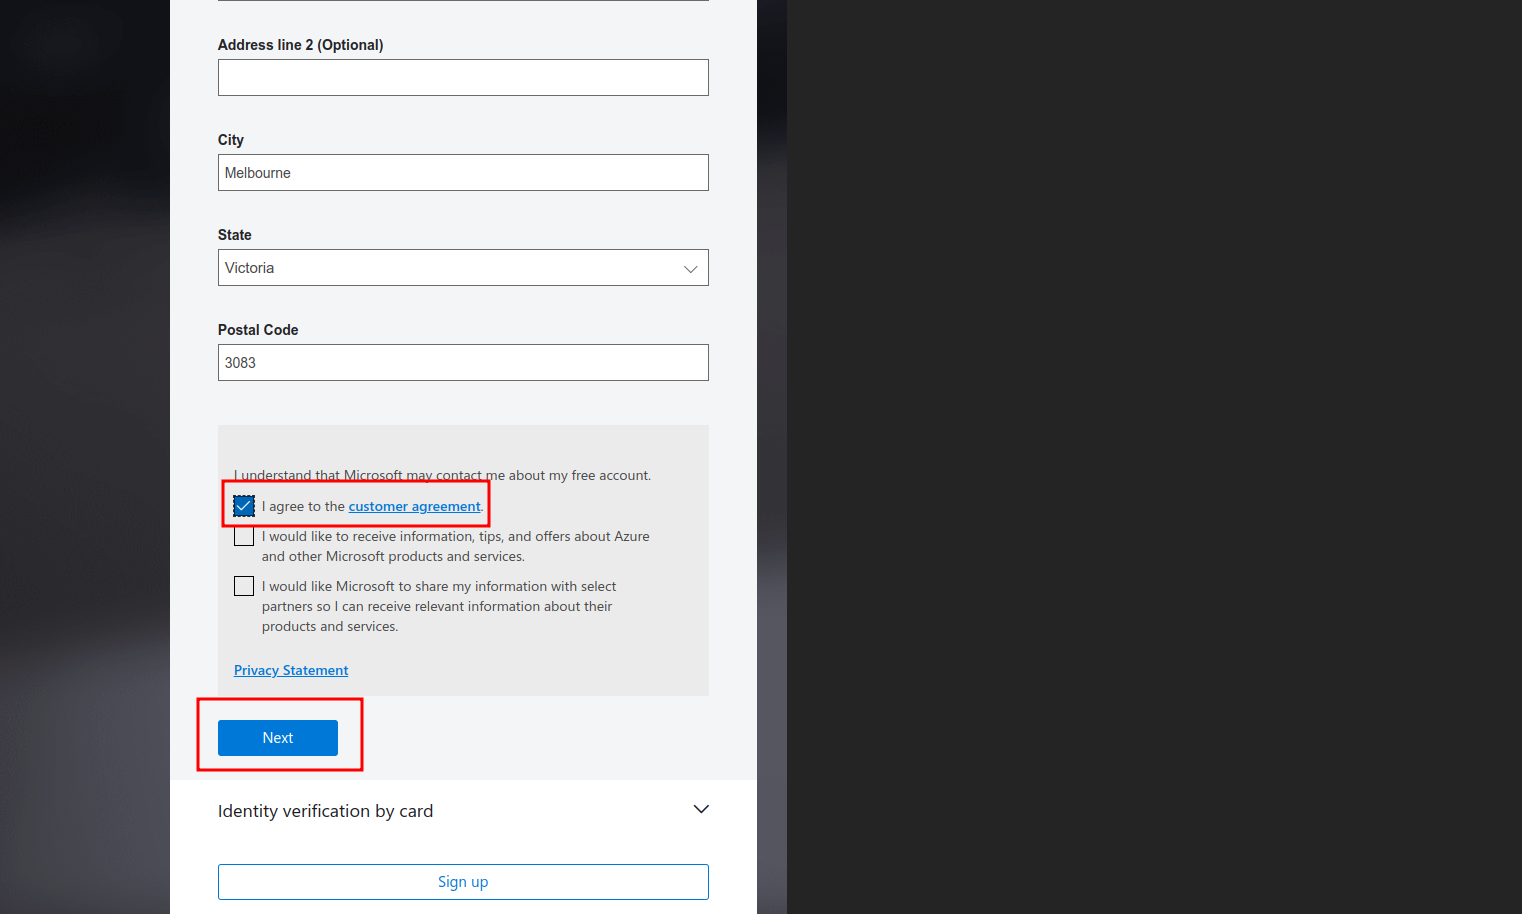 Address line 2 (Optional)
City
Melbourne
State
Victoria
Postal Code
3083
I understand that Microsoft may contact me about my free account.
I agree to the customer agreement.
I would like to receive information, tips, and offers about Azure
and other Microsoft products and services.
I would like Microsoft to share my information with select
partners so I can receive relevant information about their
products and services.
Privacy Statement
Next
Identity verification by card
Sign up